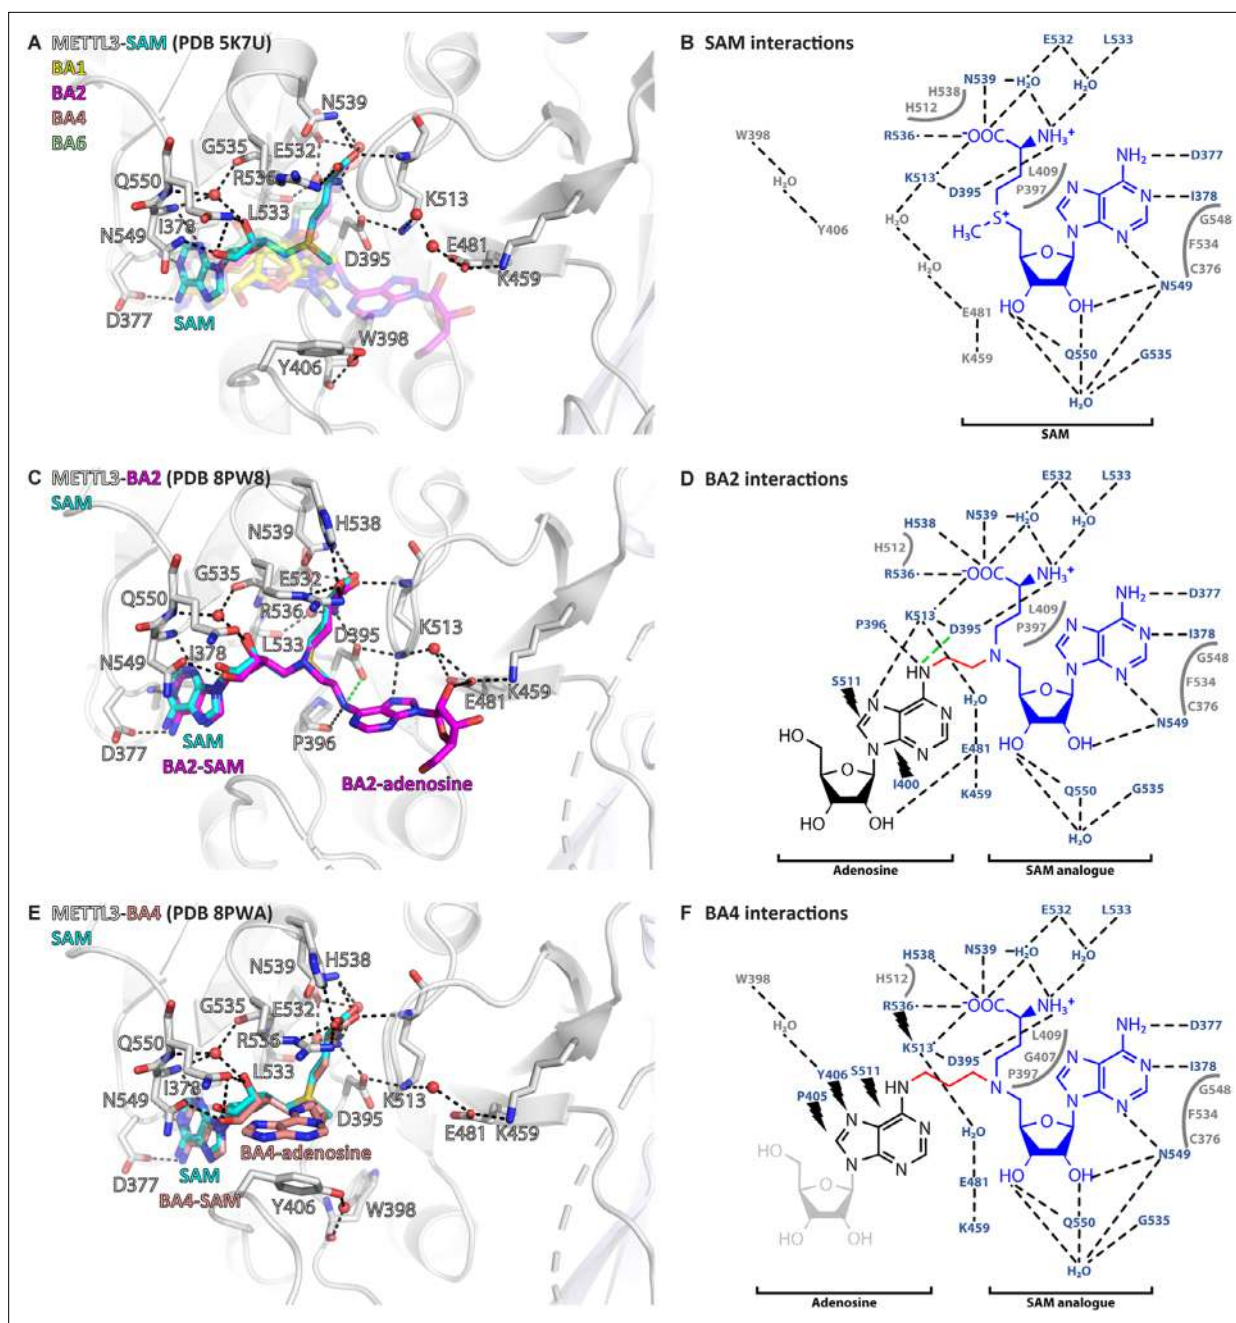 A METTL3-SAM (PDB 5K7U)
BA1
BA2
BA4
BA6
N539
G535
E532
Q550
R536
K513
L533
I378
N549
D395
E481
K459
D377
SAM
W398
Y406
B SAM interactions
E532 L533
N539 H₂O
H538
H₂O
H512
W398
R536 ⁻OOC NH₃⁺
NH₂ D377
L409
K513 D395
P397
H₂O
N N I378
H₂O
S⁺
G548
H₃C
N N
Y406
O
F534
H₂O
C376
N549
E481 HO OH
K459
Q550 G535
H₂O
SAM
C METTL3-BA2 (PDB 8PW8)
SAM
H538
N539
G535
E532
Q550
R536
D395
K513
L533
I378
N549
K459
E481
P396
D377
SAM
BA2-SAM
BA2-adenosine
D BA2 interactions
E532 L533
N539 H₂O
H538
H₂O
H512
R536 ⁻OOC NH₃⁺
NH₂ D377
K513
L409
D395
P397
P396
N N I378
N
G548
NH
S511
N N
F534
H₂O
O
C376
N N
N549
HO
N N
E481 HO OH
O
I400
K459
Q550 G535
HO OH
H₂O
Adenosine SAM analogue
E METTL3-BA4 (PDB 8PWA)
SAM
H538
N539
G535
E532
Q550
R536
L533
I378
K513
N549
D395
E481 K459
BA4-adenosine
D377
SAM
BA4-SAM
Y406
W398
F BA4 interactions
E532 L533
N539 H₂O
H538
H₂O
W398
H512
R536 ⁻OOC NH₃⁺
NH₂ D377
H₂O
L409
K513 D395
G407
Y406 S511
N N I378
P397
NH
N
P405
G548
N N
N N
F534
H₂O
O
C376
N N
N549
HO
E481 HO OH
O
K459
Q550 G535
HO OH
H₂O
Adenosine SAM analogue